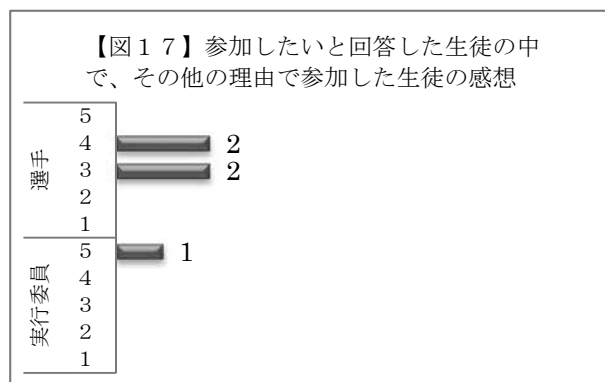 【図１７】参加したいと回答した生徒の中
で、その他の理由で参加した生徒の感想
選手
5
4 2
3 2
2
1
実行委員
5 1
4
3
2
1